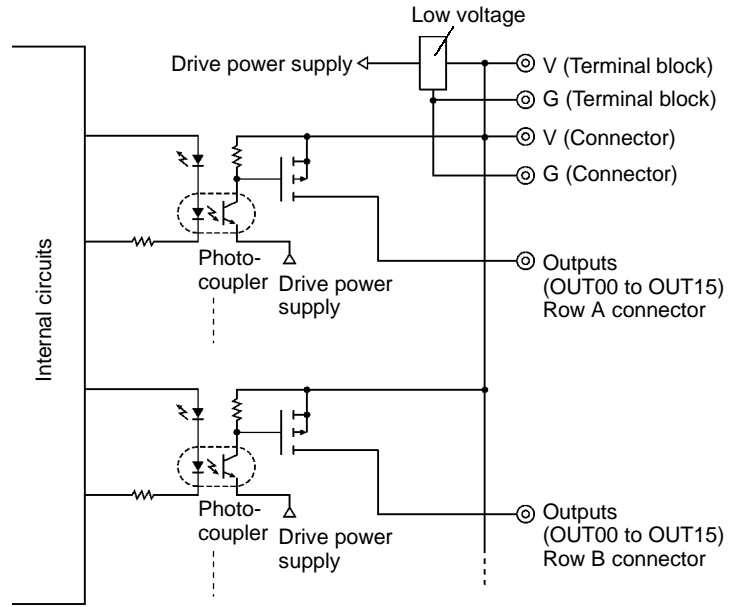 Low voltage
Drive power supply
V (Terminal block)
G (Terminal block)
V (Connector)
G (Connector)
Internal circuits
Photo-
coupler
Drive power
supply
Outputs
(OUT00 to OUT15)
Row A connector
Photo-
coupler
Drive power
supply
Outputs
(OUT00 to OUT15)
Row B connector